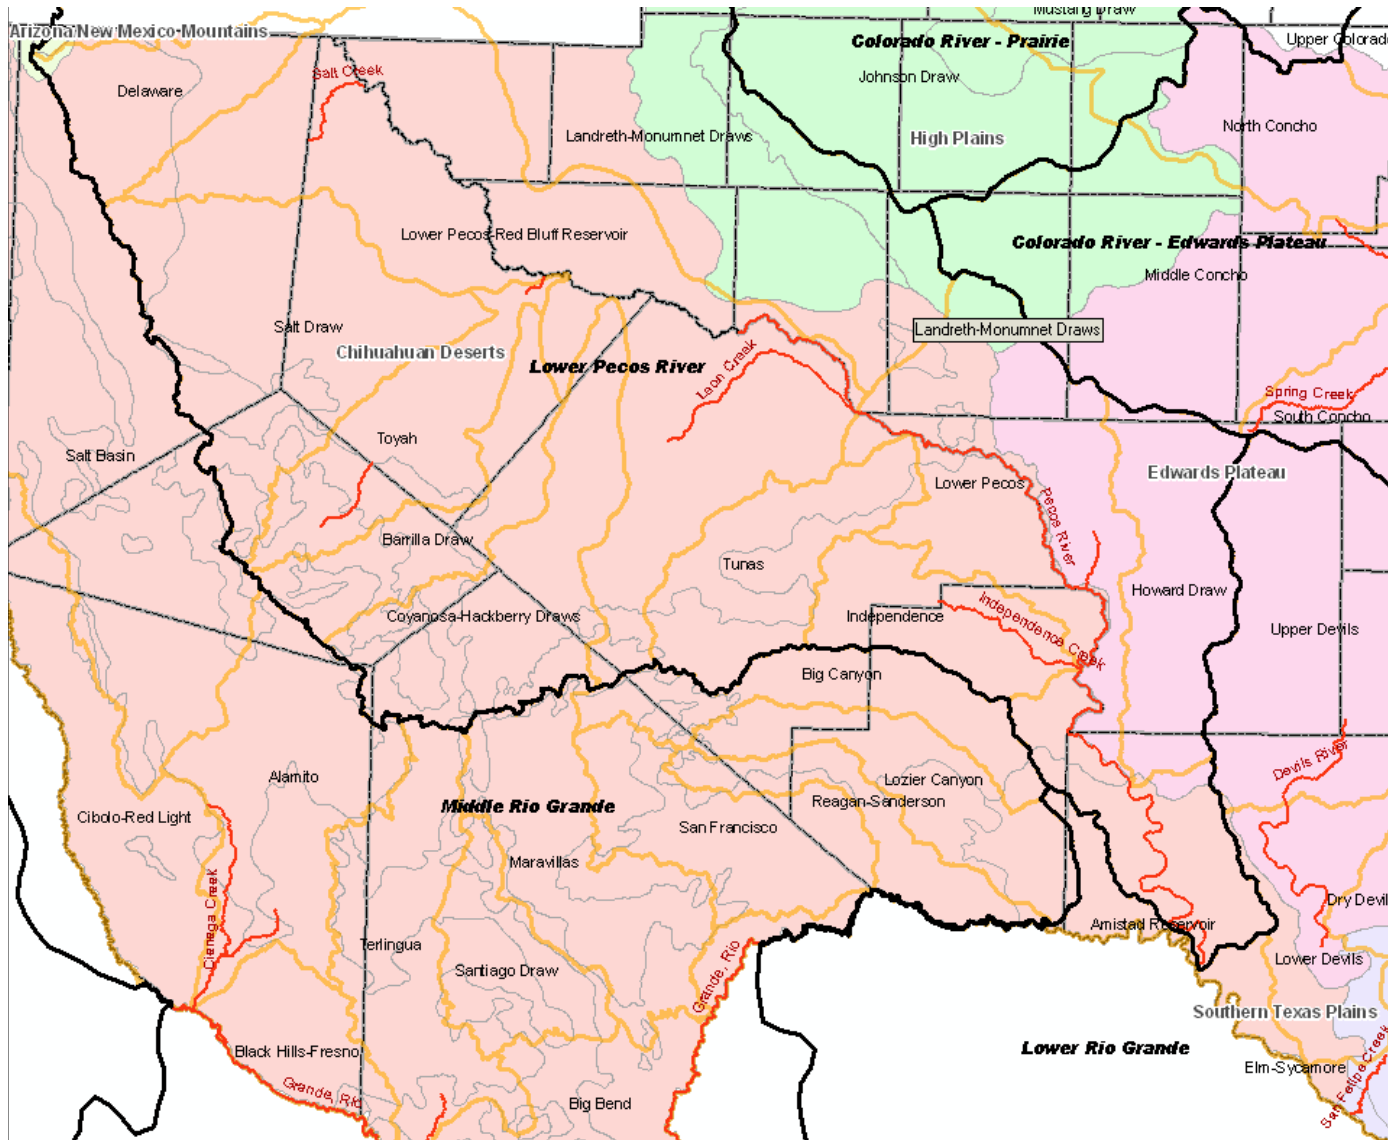 Mustang Draw
Arizona New Mexico Mountains
Colorado River - Prairie
Upper Colorado
Salt Creek
Johnson Draw
Delaware
North Concho
Landreth-Monumnet Draws
High Plains
Lower Pecos-Red Bluff Reservoir
Colorado River - Edwards Plateau
Middle Concho
Salt Draw
Landreth-Monumnet Draws
Chihuahuan Deserts
Lower Pecos River
Leon Creek
Spring Creek
South Concho
Toyah
Salt Basin
Edwards Plateau
Lower Pecos
Pecos River
Barrilla Draw
Tunas
Howard Draw
Coyanosa-Hackberry Draws
Independence
Independence Creek
Upper Devils
Big Canyon
Devils River
Alamito
Lozier Canyon
Reagan-Sanderson
Middle Rio Grande
Cibolo-Red Light
San Francisco
Maravillas
Dry Devil
Cienega Creek
Amistad Reservoir
Terlingua
Santiago Draw
Grande, Rio
Lower Devils
Southern Texas Plains
Lower Rio Grande
Black Hills-Fresno
Elm-Sycamore
Grande, Rio
Big Bend
San Felipe Creek